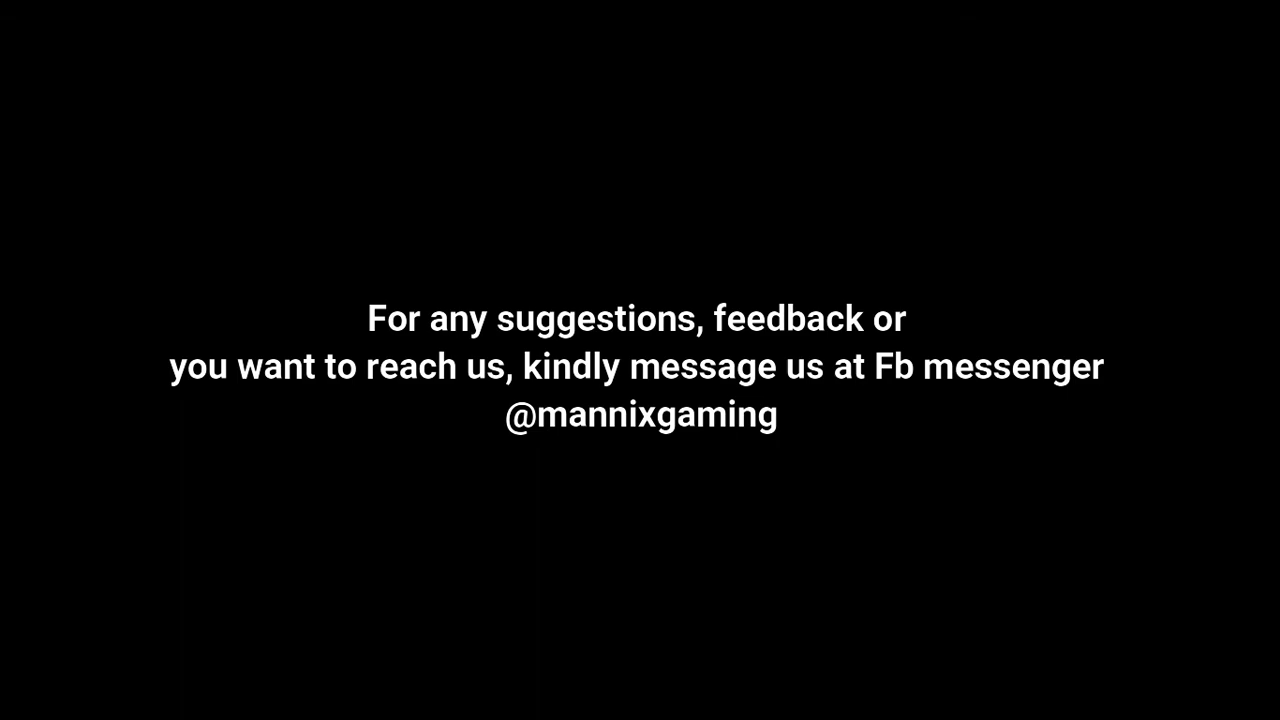 For any suggestions, feedback or
you want to reach us, kindly message us at Fb messenger
@mannixgaming